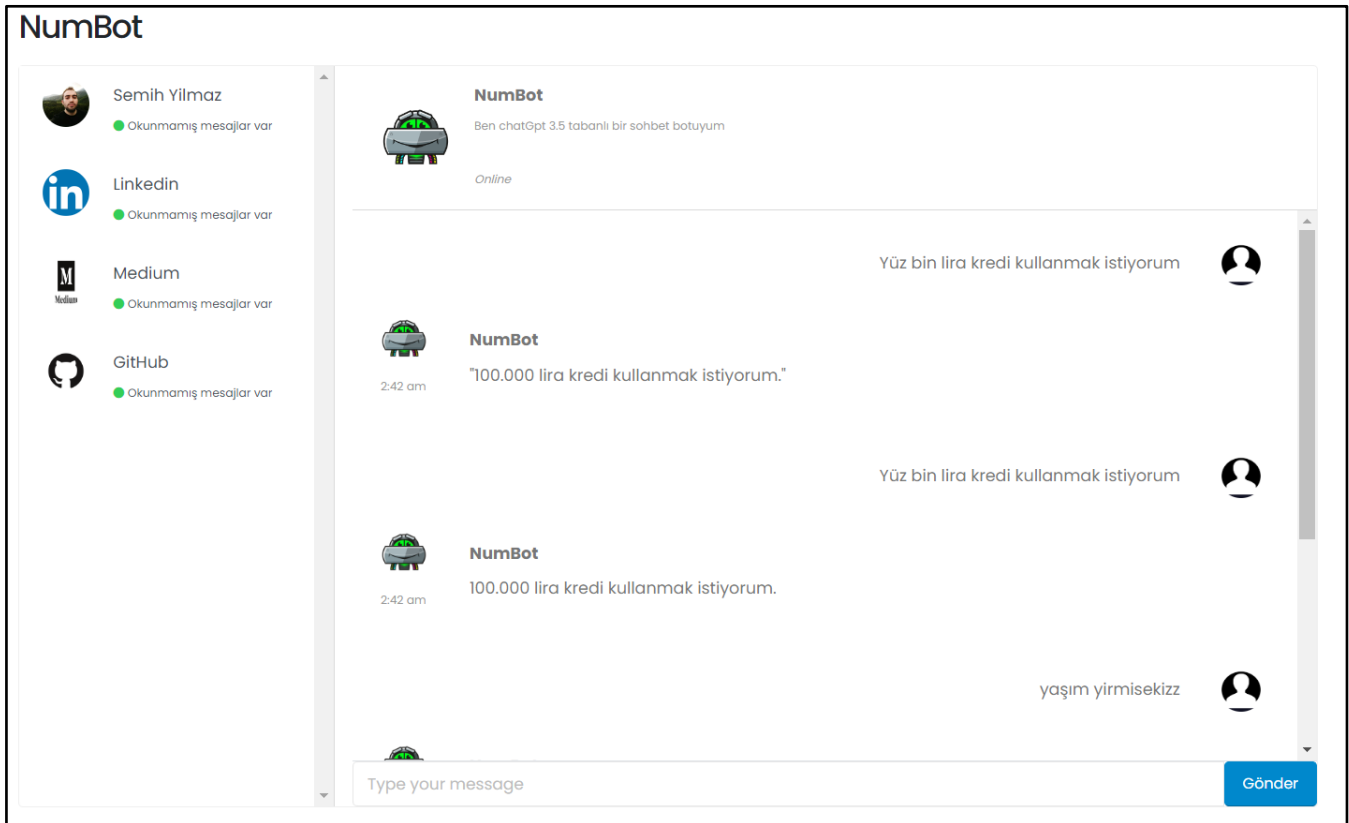 NumBot
Semih Yilmaz
Okunmamış mesajlar var
Linkedin
Okunmamış mesajlar var
Medium
Okunmamış mesajlar var
GitHub
Okunmamış mesajlar var
NumBot
Ben chatGpt 3.5 tabanlı bir sohbet botuyum
Online
Yüz bin lira kredi kullanmak istiyorum
NumBot
"100.000 lira kredi kullanmak istiyorum."
2:42 am
Yüz bin lira kredi kullanmak istiyorum
NumBot
100.000 lira kredi kullanmak istiyorum.
2:42 am
yaşım yirmisekizz
Type your message
Gönder
in
M
Medium